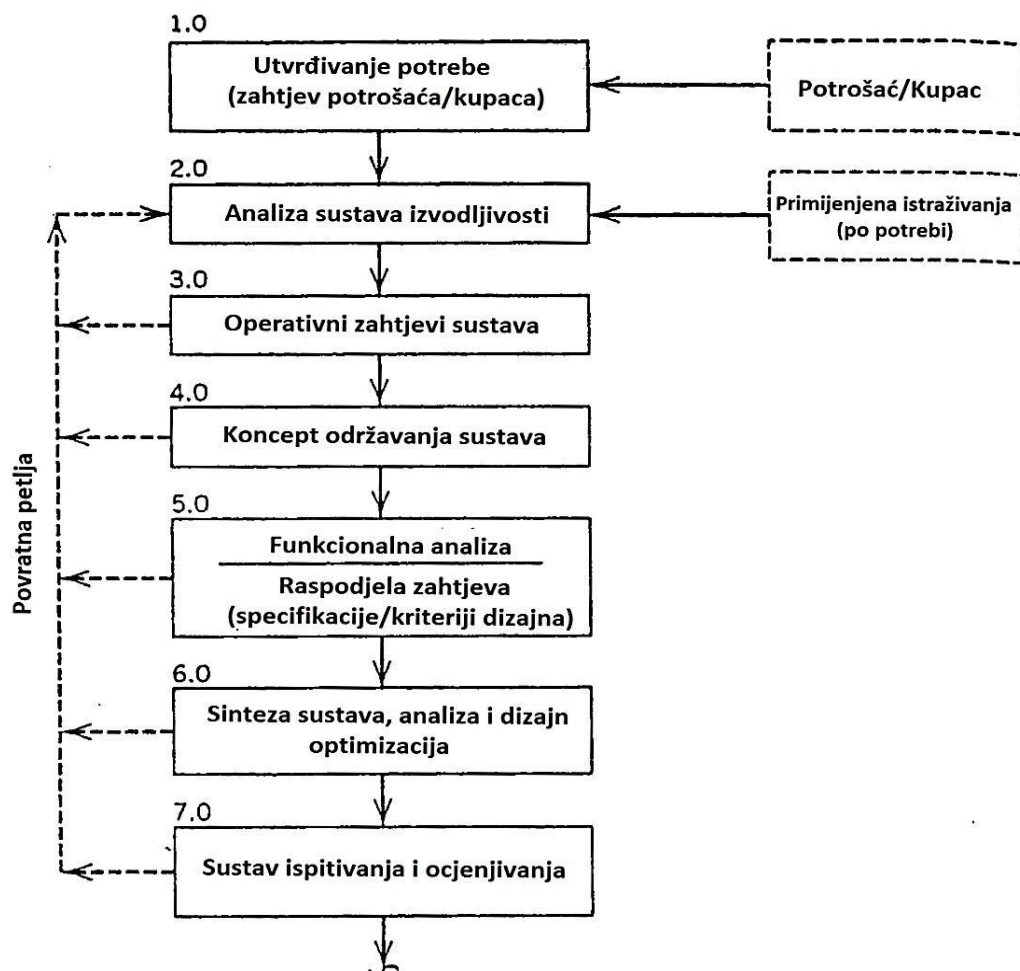 1.0
Utvrđivanje potrebe
(zahtjev potrošaća/kupaca)
Potrošać/Kupac
2.0
Analiza sustava izvodljivosti
Primijenjena istraživanja
(po potrebi)
3.0
Operativni zahtjevi sustava
4.0
Koncept održavanja sustava
5.0
Funkcionalna analiza
Raspodjela zahtjeva
(specifikacije/kriteriji dizajna)
6.0
Sinteza sustava, analiza i dizajn
optimizacija
7.0
Sustav ispitivanja i ocjenjivanja
Povratna petlja